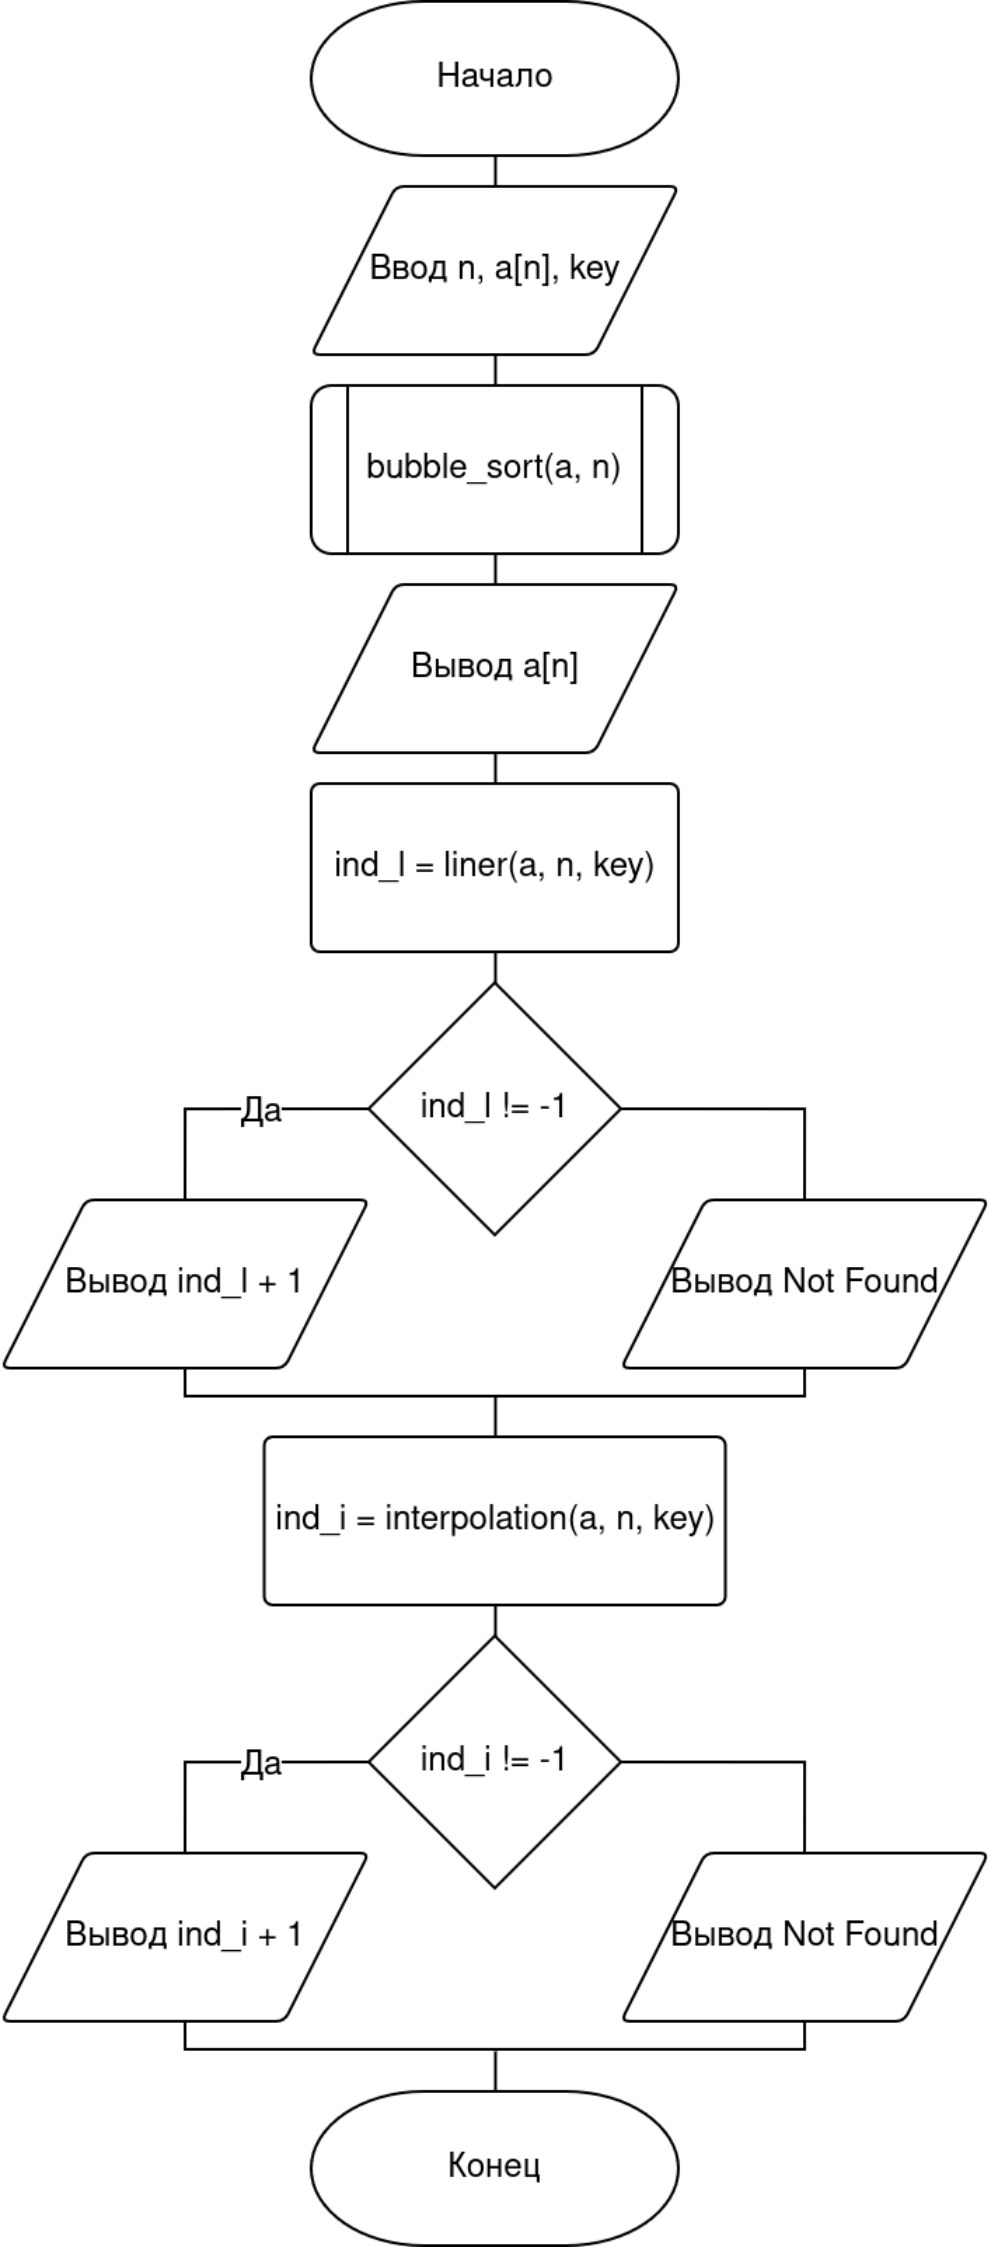 Начало
Ввод n, a[n], key
bubble_sort(a, n)
Вывод a[n]
ind_l = liner(a, n, key)
ind_l != -1
Да
Вывод ind_l + 1
Вывод Not Found
ind_i = interpolation(a, n, key)
ind_i != -1
Да
Вывод ind_i + 1
Вывод Not Found
Конец